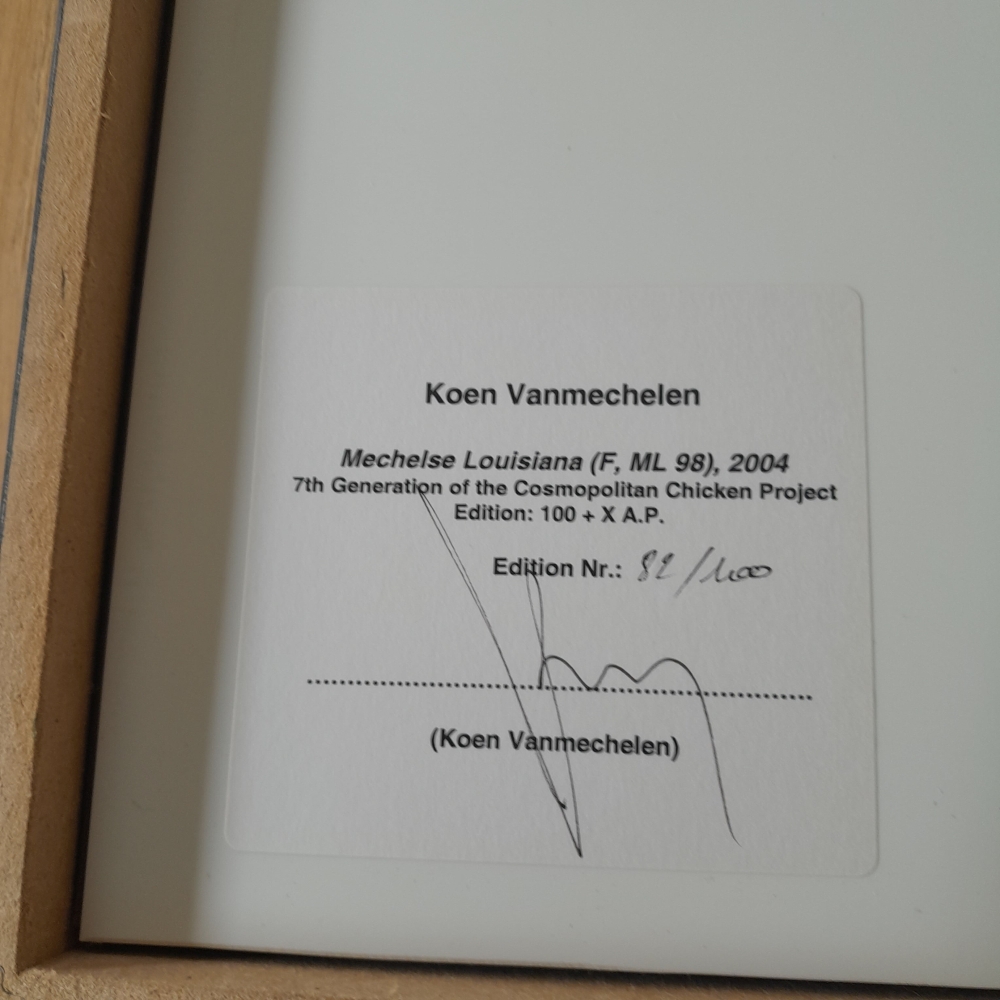 Koen Vanmechelen
Mechelse Louisiana (F, ML 98), 2004
7th Generation of the Cosmopolitan Chicken Project
Edition: 100 + X A.P.
Edition Nr.: 82/100
(Koen Vanmechelen)